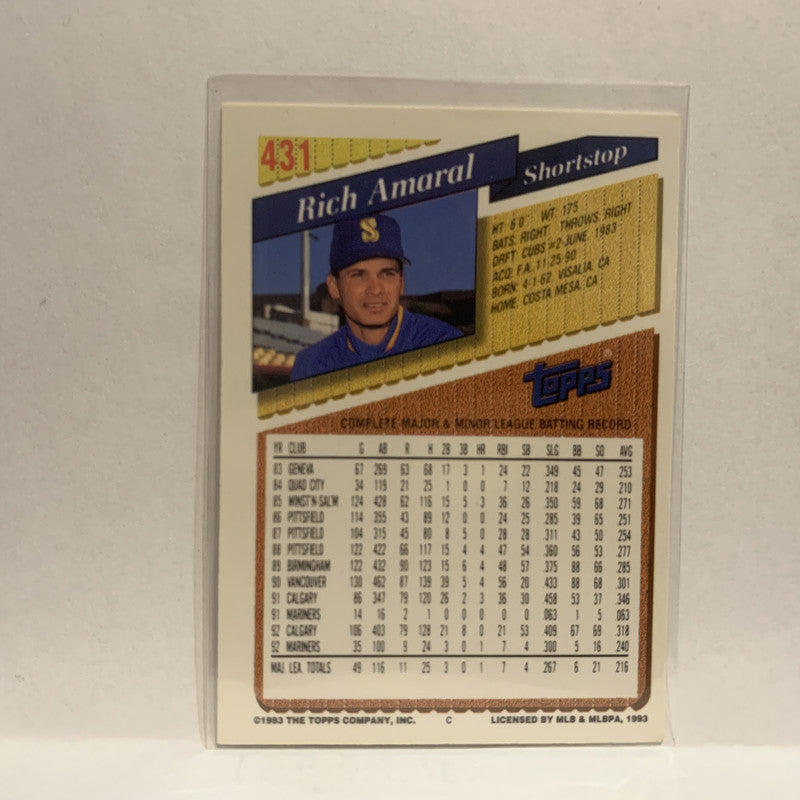 431
Rich Amaral
Shortstop
S
HT: 6'0" WT: 175
BATS: RIGHT THROWS: RIGHT
DRFT: CUBS #2-JUNE, 1983
ACQ: F.A., 11-25-90
BORN: 4-1-62, VISALIA, CA
HOME: COSTA MESA, CA
TOPPS®
COMPLETE MAJOR & MINOR LEAGUE BATTING RECORD
YR CLUB G AB R H 2B 3B HR RBI SB SLG BB SO AVG
83 GENEVA 67 269 63 68 17 3 1 24 22 .349 45 47 .253
84 QUAD CITY 34 119 21 25 1 0 0 7 12 .218 24 29 .210
85 WINST'N-SAL'M 124 428 62 116 15 5 3 36 26 .350 59 68 .271
86 PITTSFIELD 114 355 43 89 12 0 0 24 25 .285 39 65 .251
87 PITTSFIELD 104 315 45 80 8 5 0 28 28 .311 43 50 .254
88 PITTSFIELD 122 422 66 117 15 4 4 47 54 .360 56 53 .277
89 BIRMINGHAM 122 432 90 123 15 6 4 48 57 .375 88 66 .285
90 VANCOUVER 130 462 87 139 39 5 4 56 20 .433 88 68 .301
91 CALGARY 86 347 79 120 26 2 3 36 30 .458 53 37 .346
91 MARINERS 14 16 2 1 0 0 0 0 0 .063 1 5 .063
92 CALGARY 106 403 79 128 21 8 0 21 53 .409 67 69 .318
92 MARINERS 35 100 9 24 3 0 1 7 4 .300 5 16 .240
MAJ. LEA. TOTALS 49 116 11 25 3 0 1 7 4 .267 6 21 .216
©1993 THE TOPPS COMPANY, INC. C LICENSED BY MLB & MLBPA, 1993